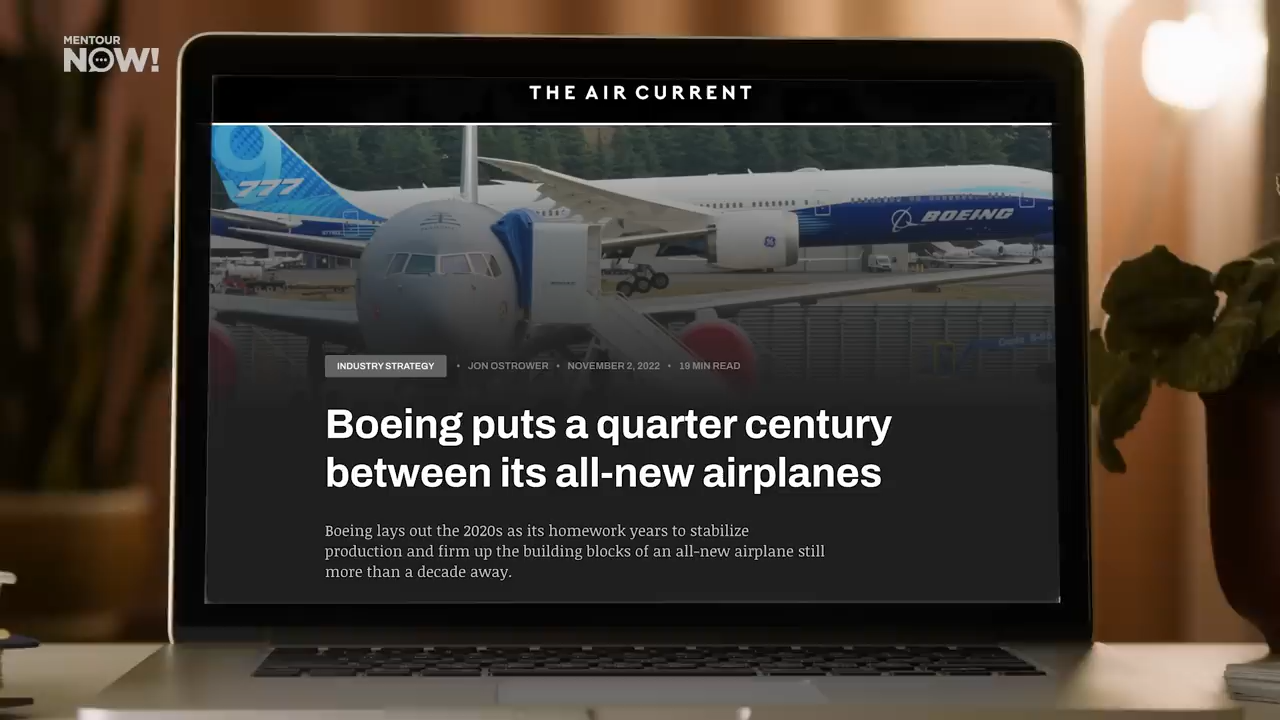 MENTOUR
NOW!
THE AIR CURRENT
9
777
BOEING
INDUSTRY STRATEGY • JON OSTROWER • NOVEMBER 2, 2022 • 19 MIN READ
Boeing puts a quarter century
between its all-new airplanes
Boeing lays out the 2020s as its homework years to stabilize
production and firm up the building blocks of an all-new airplane still
more than a decade away.